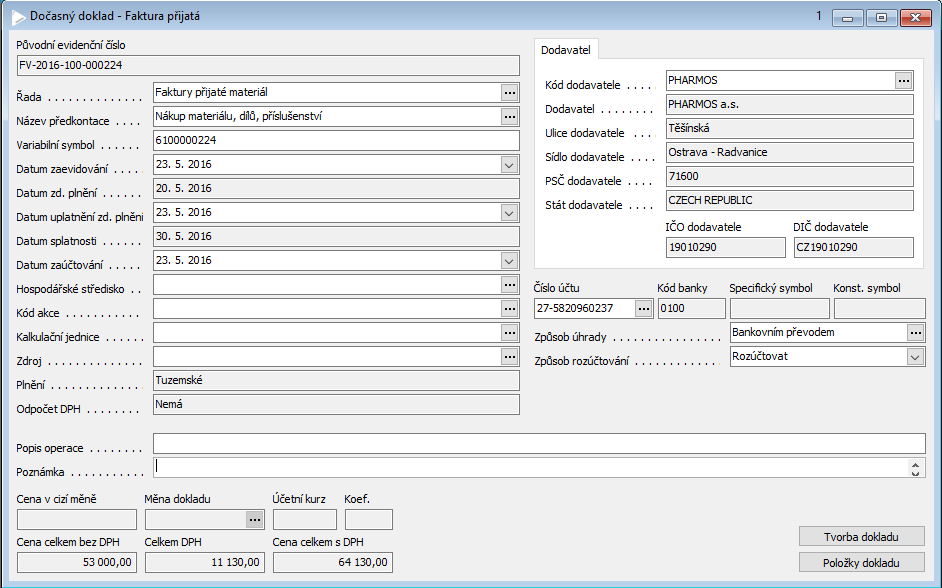 Dočasný doklad - Faktura přijatá
1
Původní evidenční číslo
FV-2016-100-000224
Řada . . . . . . . . . . . . . . Faktury přijaté materiál ...
Název předkontace . . . . Nákup materiálu, dílů, příslušenství ...
Variabilní symbol . . . . . . 6100000224
Datum zaevidování . . . . 23. 5. 2016
Datum zd. plnění . . . . . . 20. 5. 2016
Datum uplatnění zd. plnění 23. 5. 2016
Datum splatnosti . . . . . . 30. 5. 2016
Datum zaúčtování . . . . . 23. 5. 2016
Hospodářské středisko . . ...
Kód akce . . . . . . . . . . . ...
Kalkulační jednice . . . . . . ...
Zdroj . . . . . . . . . . . . . . ...
Plnění . . . . . . . . . . . . . Tuzemské
Odpočet DPH . . . . . . . . Nemá
Dodavatel
Kód dodavatele . . . . PHARMOS ...
Dodavatel . . . . . . . . PHARMOS a.s.
Ulice dodavatele . . . Těšínská
Sídlo dodavatele . . . . Ostrava - Radvanice
PSČ dodavatele . . . . 71600
Stát dodavatele . . . . CZECH REPUBLIC
IČO dodavatele DIČ dodavatele
19010290 CZ19010290
Číslo účtu Kód banky Specifický symbol Konst. symbol
27-5820960237 ... 0100
Způsob úhrady . . . . . . . . . . . . . . . . Bankovním převodem ...
Způsob rozúčtování . . . . . . . . . . . . Rozúčtovat
Popis operace . . . . . . . .
Poznámka . . . . . . . . . . .
Cena v cizí měně Měna dokladu Účetní kurz Koef.
...
Cena celkem bez DPH Celkem DPH Cena celkem s DPH
53 000,00 11 130,00 64 130,00
Tvorba dokladu
Položky dokladu